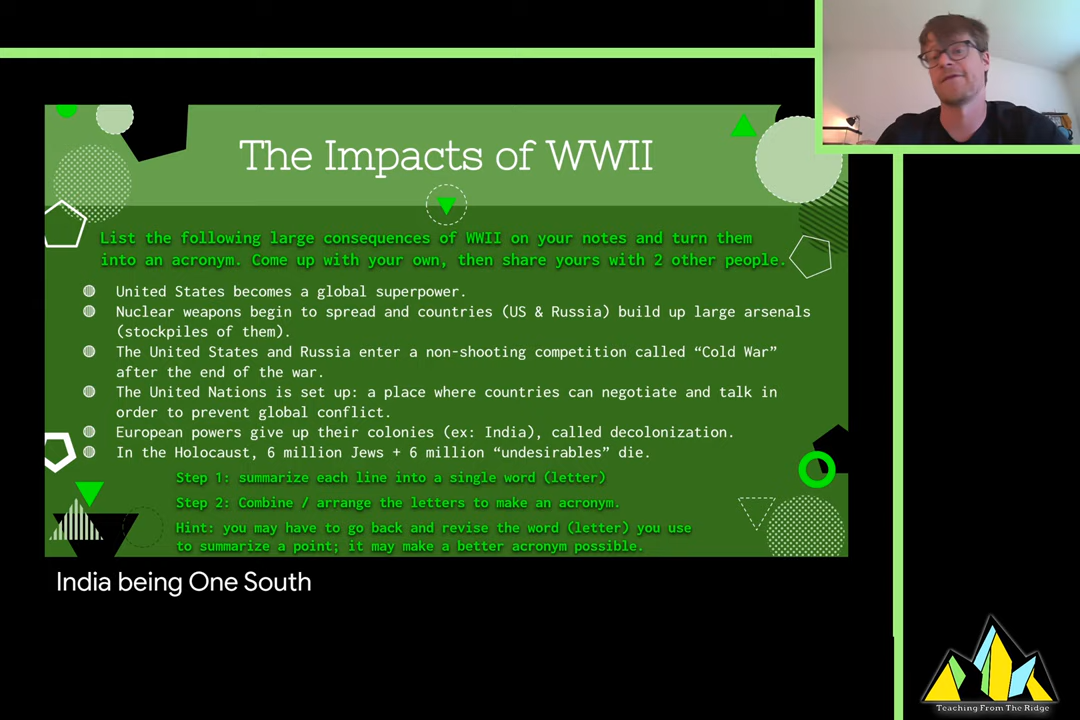 The Impacts of WWII
List the following large consequences of WWII on your notes and turn them
into an acronym. Come up with your own, then share yours with 2 other people.
United States becomes a global superpower.
Nuclear weapons begin to spread and countries (US & Russia) build up large arsenals
(stockpiles of them).
The United States and Russia enter a non-shooting competition called “Cold War”
after the end of the war.
The United Nations is set up: a place where countries can negotiate and talk in
order to prevent global conflict.
European powers give up their colonies (ex: India), called decolonization.
In the Holocaust, 6 million Jews + 6 million “undesirables” die.
Step 1: summarize each line into a single word (letter)
Step 2: Combine / arrange the letters to make an acronym.
Hint: you may have to go back and revise the word (letter) you use
to summarize a point; it may make a better acronym possible.
India being One South
Teaching From The Ridge